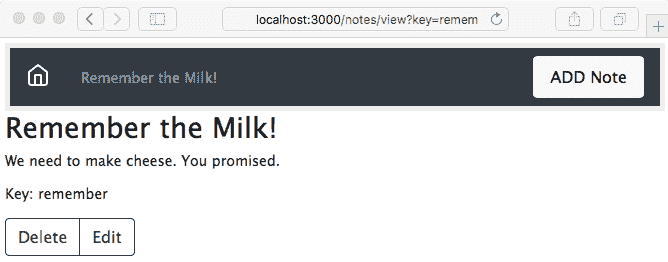 localhost:3000/notes/view?key=remem
Remember the Milk!
ADD Note
Remember the Milk!
We need to make cheese. You promised.
Key: remember
Delete
Edit